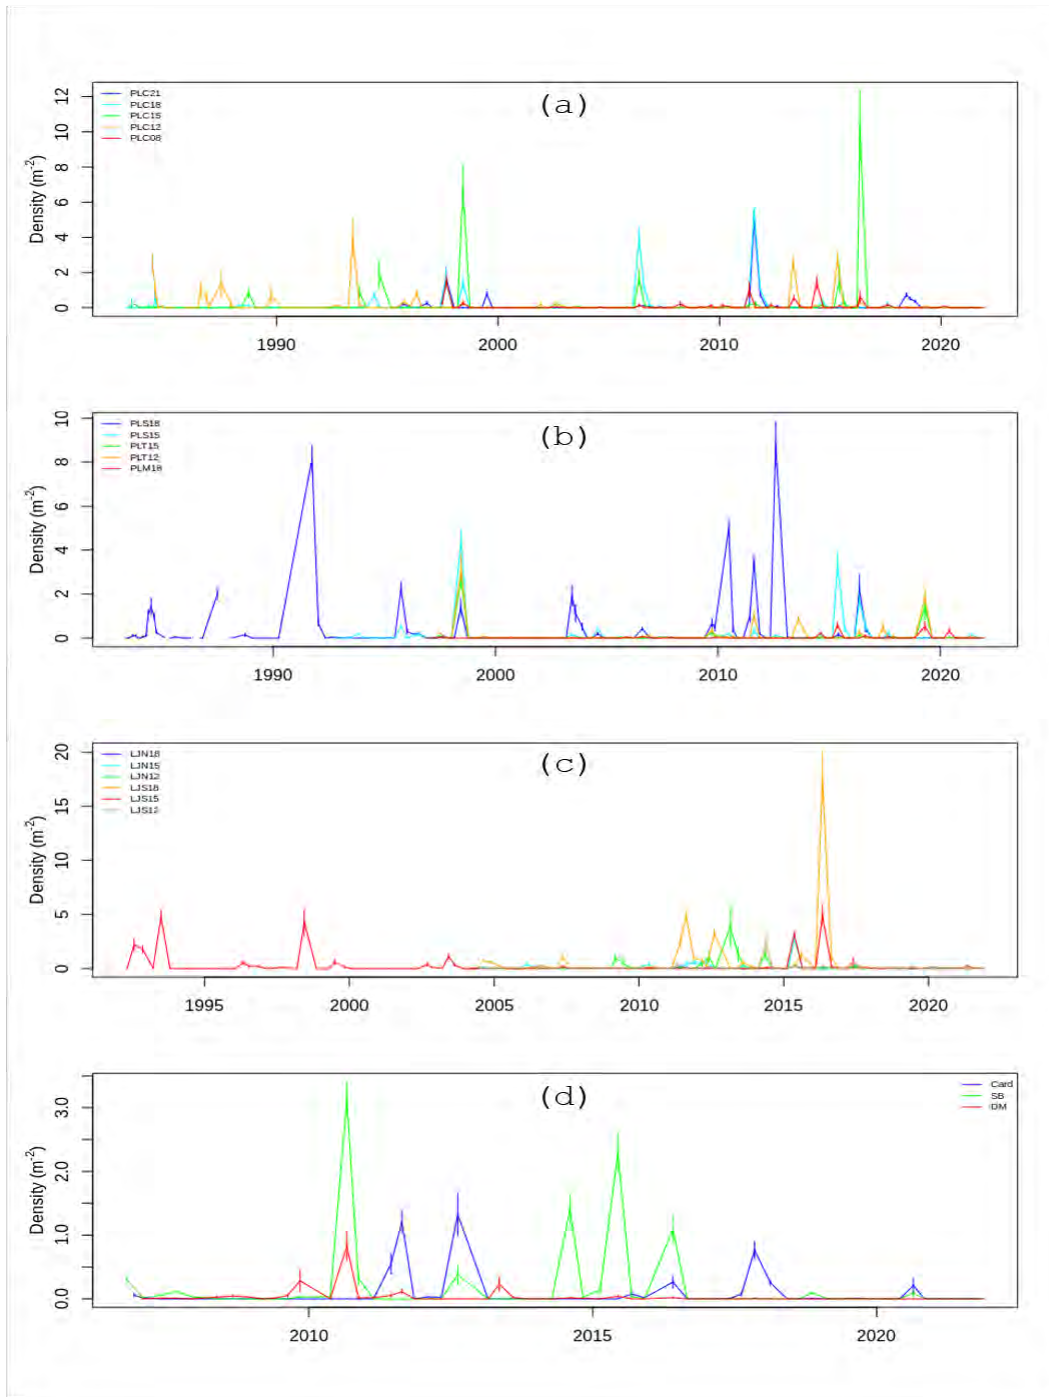 (a)
PLC21
PLC18
PLC15
PLC12
PLC08
Density (m-2)
12
10
8
6
4
2
0
1990 2000 2010 2020
(b)
PLS18
PLS15
PLT15
PLT12
PLM18
Density (m-2)
10
8
6
4
2
0
1990 2000 2010 2020
(c)
LJN18
LJN15
LJN12
LJS18
LJS15
LJS12
Density (m-2)
20
15
10
5
0
1995 2000 2005 2010 2015 2020
(d)
Card
SB
DM
Density (m-2)
3.0
2.0
1.0
0.0
2010 2015 2020